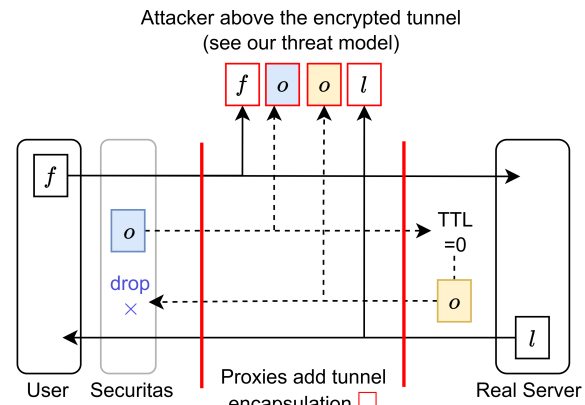 Attacker above the encrypted tunnel
(see our threat model)
f o o l
f
o
TTL
=0
drop
×
o
l
User Securitas Real Server
Proxies add tunnel
encapsulation